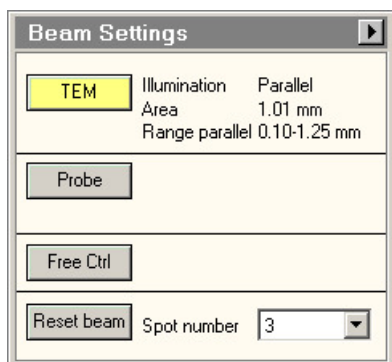 Beam Settings
TEM Illumination Parallel
Area 1.01 mm
Range parallel 0.10-1.25 mm
Probe
Free Ctrl
Reset beam Spot number 3